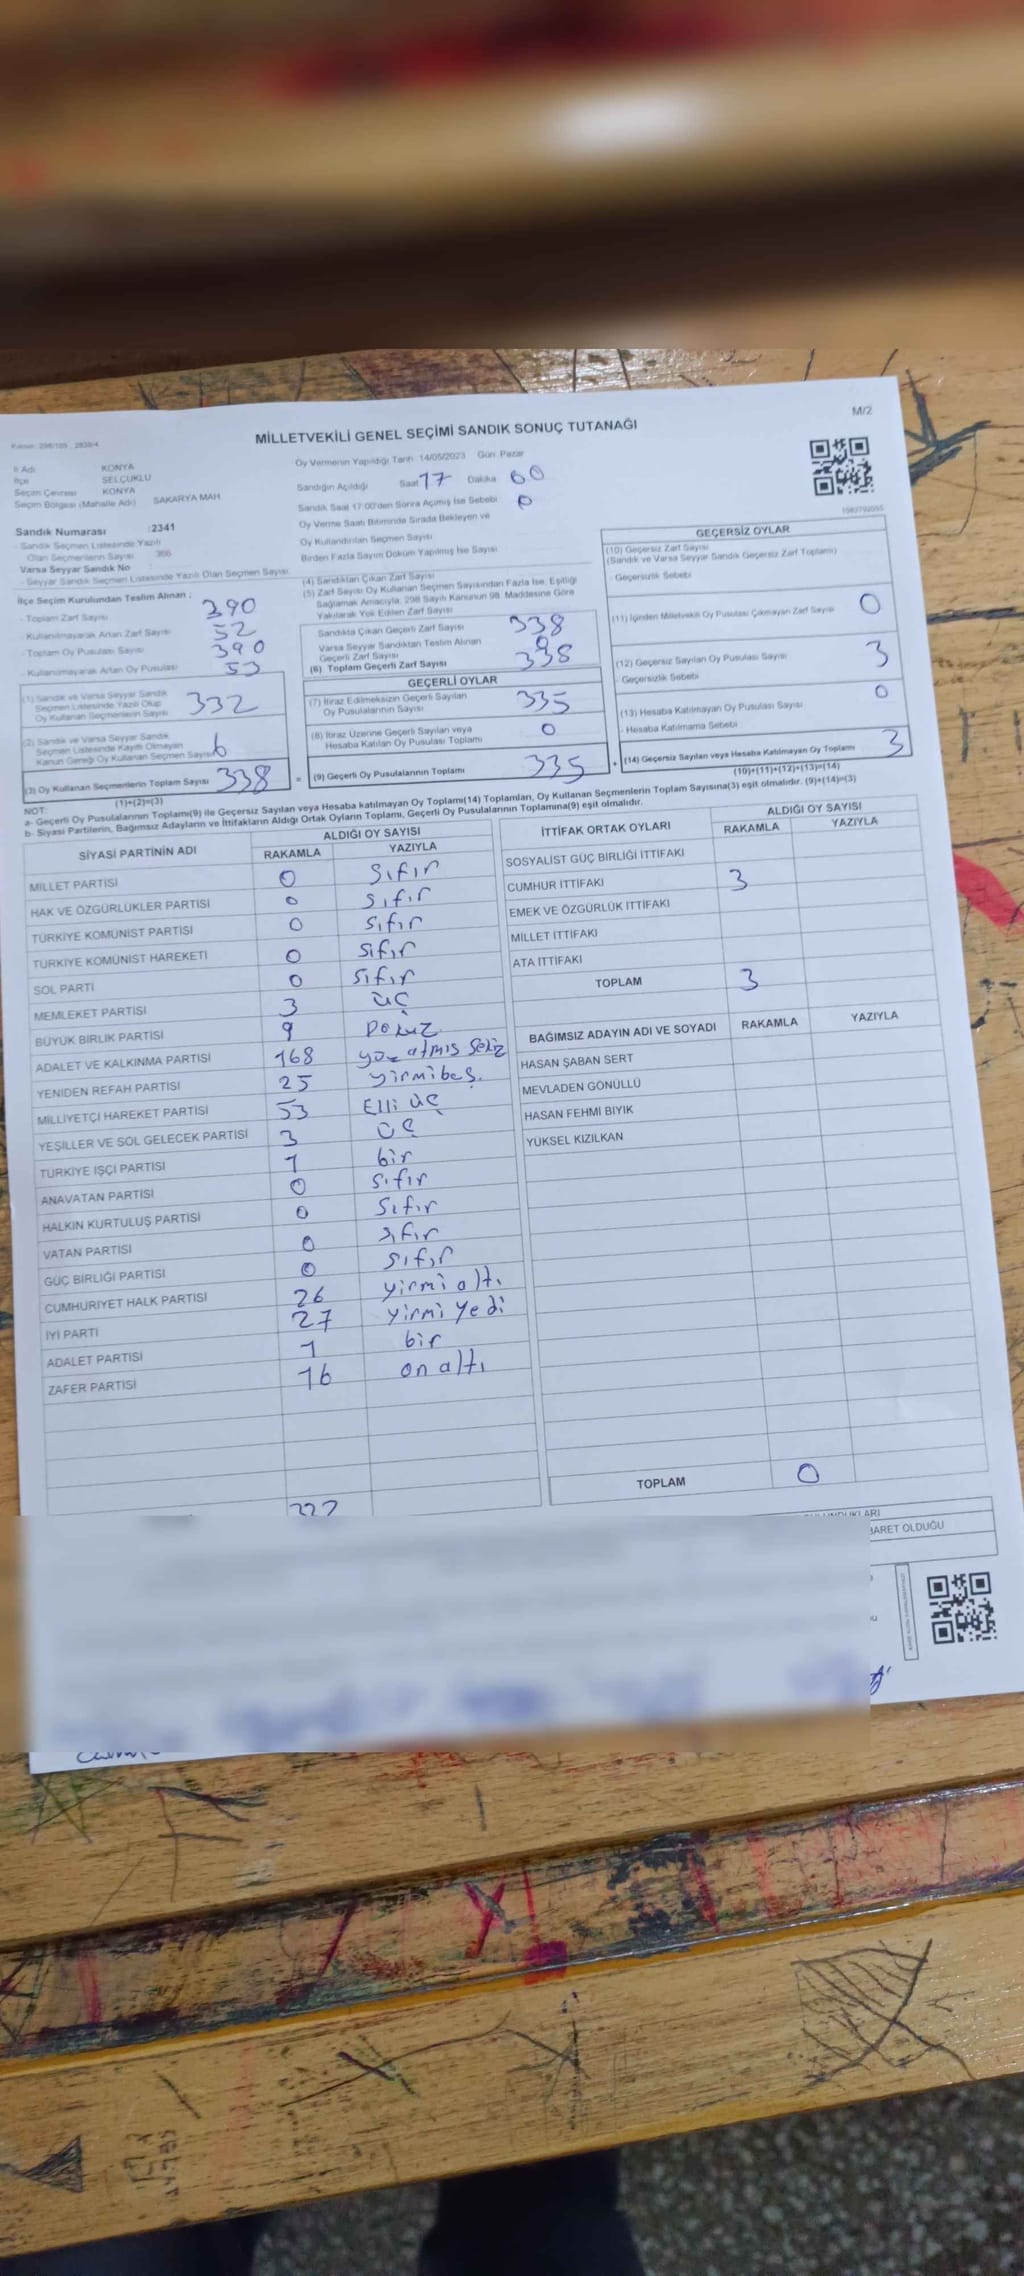 MİLLETVEKİLİ GENEL SEÇİMİ SANDIK SONUÇ TUTANAĞI
M/2
İl Adı KONYA
İlçe SELÇUKLU
Seçim Çevresi KONYA
Seçim Bölgesi (Mahalle Adı) SAKARYA MAH
Sandık Numarası :2341
- Sandık Seçmen Listesinde Yazılı
Olan Seçmenlerin Sayısı 366
Varsa Seyyar Sandık No
- Seyyar Sandık Seçmen Listesinde Yazılı Olan Seçmen Sayısı
Oy Vermenin Yapıldığı Tarih :14/05/2023 Gün: Pazar
Sandığın Açıldığı Saat 17 Dakika 00
Sandık Saat 17:00'den Sonra Açılmış İse Sebebi 0
Oy Verme Saati Bitiminde Sırada Bekleyen ve
Oy Kullandırılan Seçmen Sayısı
Birden Fazla Sayım Döküm Yapılmış İse Sayısı
İlçe Seçim Kurulundan Teslim Alınan ;
- Toplam Zarf Sayısı 390
- Kullanılmayarak Artan Zarf Sayısı 52
- Toplam Oy Pusulası Sayısı 390
- Kullanılmayarak Artan Oy Pusulası 53
(1) Sandık ve Varsa Seyyar Sandık
Seçmen Listesinde Yazılı Olup
Oy Kullanan Seçmenlerin Sayısı 332
(2) Sandık ve Varsa Seyyar Sandık
Seçmen Listesinde Kayıtlı Olmayan
Kanun Gereği Oy Kullanan Seçmen Sayısı 6
(3) Oy Kullanan Seçmenlerin Toplam Sayısı 338
(1)+(2)=(3)
(4) Sandıktan Çıkan Zarf Sayısı
(5) Zarf Sayısı Oy Kullanan Seçmen Sayısından Fazla İse, Eşitliği
Sağlamak Amacıyla, 298 Sayılı Kanunun 98. Maddesine Göre
Yakılarak Yok Edilen Zarf Sayısı
Sandıkta Çıkan Geçerli Zarf Sayısı 338
Varsa Seyyar Sandıktan Teslim Alınan
Geçerli Zarf Sayısı 0
(6) Toplam Geçerli Zarf Sayısı 338
GEÇERLİ OYLAR
(7) İtiraz Edilmeksizin Geçerli Sayılan
Oy Pusulalarının Sayısı 335
(8) İtiraz Üzerine Geçerli Sayılan veya
Hesaba Katılan Oy Pusulası Toplamı 0
= (9) Geçerli Oy Pusulalarının Toplamı 335 +
GEÇERSİZ OYLAR
(10) Geçersiz Zarf Sayısı
(Sandık ve Varsa Seyyar Sandık Geçersiz Zarf Toplamı)
- Geçersizlik Sebebi
(11) İçinden Milletvekili Oy Pusulası Çıkmayan Zarf Sayısı 0
(12) Geçersiz Sayılan Oy Pusulası Sayısı 3
- Geçersizlik Sebebi
(13) Hesaba Katılmayan Oy Pusulası Sayısı 0
- Hesaba Katılmama Sebebi
(14) Geçersiz Sayılan veya Hesaba Katılmayan Oy Toplamı 3
(10)+(11)+(12)+(13)=(14)
NOT:
a- Geçerli Oy Pusulalarının Toplamı(9) ile Geçersiz Sayılan veya Hesaba katılmayan Oy Toplamı(14) Toplamları, Oy Kullanan Seçmenlerin Toplam Sayısına(3) eşit olmalıdır. (9)+(14)=(3)
b- Siyasi Partilerin, Bağımsız Adayların ve İttifakların Aldığı Ortak Oyların Toplamı, Geçerli Oy Pusulalarının Toplamına(9) eşit olmalıdır.
SİYASİ PARTİNİN ADI ALDIĞI OY SAYISI
RAKAMLA YAZIYLA
MİLLET PARTİSİ 0 Sıfır
HAK VE ÖZGÜRLÜKLER PARTİSİ 0 Sıfır
TÜRKİYE KOMÜNİST PARTİSİ 0 Sıfır
TÜRKİYE KOMÜNİST HAREKETİ 0 Sıfır
SOL PARTİ 0 Sıfır
MEMLEKET PARTİSİ 3 üç
BÜYÜK BİRLİK PARTİSİ 9 Dokuz
ADALET VE KALKINMA PARTİSİ 168 yüz atmış sekiz
YENİDEN REFAH PARTİSİ 25 yirmibeş.
MİLLİYETÇİ HAREKET PARTİSİ 53 Elli üç
YEŞİLLER VE SOL GELECEK PARTİSİ 3 üç
TÜRKİYE İŞÇİ PARTİSİ 1 bir
ANAVATAN PARTİSİ 0 Sıfır
HALKIN KURTULUŞ PARTİSİ 0 Sıfır
VATAN PARTİSİ 0 Sıfır
GÜÇ BİRLİĞİ PARTİSİ 0 Sıfır
CUMHURİYET HALK PARTİSİ 26 yirmi altı
İYİ PARTİ 27 yirmi yedi
ADALET PARTİSİ 1 bir
ZAFER PARTİSİ 16 on altı
İTTİFAK ORTAK OYLARI ALDIĞI OY SAYISI
RAKAMLA YAZIYLA
SOSYALİST GÜÇ BİRLİĞİ İTTİFAKI
CUMHUR İTTİFAKI 3
EMEK VE ÖZGÜRLÜK İTTİFAKI
MİLLET İTTİFAKI
ATA İTTİFAKI
TOPLAM 3
BAĞIMSIZ ADAYIN ADI VE SOYADI RAKAMLA YAZIYLA
HASAN ŞABAN SERT
MEVLADEN GÖNÜLLÜ
HASAN FEHMİ BIYIK
YÜKSEL KIZILKAN
TOPLAM 0
OLDUĞU